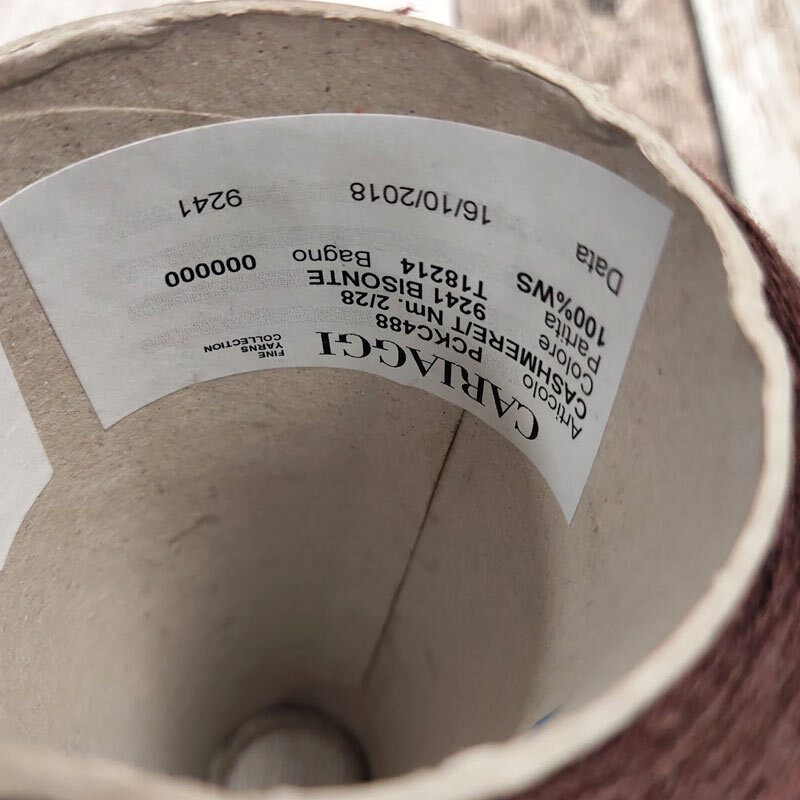 CARIAGGI FINE YARNS COLLECTION
Articolo PCKC488
CASHMERE/T Nm. 2/28
Colore 9241 BISONTE
Partita T18214 Bagno 000000
100%WS
Data 16/10/2018 9241